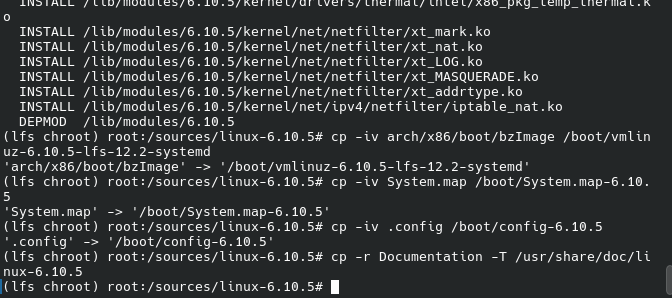 INSTALL /lib/modules/6.10.5/kernel/drivers/thermal/intel/x86_pkg_temp_thermal.k
o
INSTALL /lib/modules/6.10.5/kernel/net/netfilter/xt_mark.ko
INSTALL /lib/modules/6.10.5/kernel/net/netfilter/xt_nat.ko
INSTALL /lib/modules/6.10.5/kernel/net/netfilter/xt_LOG.ko
INSTALL /lib/modules/6.10.5/kernel/net/netfilter/xt_MASQUERADE.ko
INSTALL /lib/modules/6.10.5/kernel/net/netfilter/xt_addrtype.ko
INSTALL /lib/modules/6.10.5/kernel/net/ipv4/netfilter/iptable_nat.ko
DEPMOD  /lib/modules/6.10.5
(lfs chroot) root:/sources/linux-6.10.5# cp -iv arch/x86/boot/bzImage /boot/vmlin
uz-6.10.5-lfs-12.2-systemd
'arch/x86/boot/bzImage' -> '/boot/vmlinuz-6.10.5-lfs-12.2-systemd'
(lfs chroot) root:/sources/linux-6.10.5# cp -iv System.map /boot/System.map-6.10.
5
'System.map' -> '/boot/System.map-6.10.5'
(lfs chroot) root:/sources/linux-6.10.5# cp -iv .config /boot/config-6.10.5
'.config' -> '/boot/config-6.10.5'
(lfs chroot) root:/sources/linux-6.10.5# cp -r Documentation -T /usr/share/doc/li
nux-6.10.5
(lfs chroot) root:/sources/linux-6.10.5#